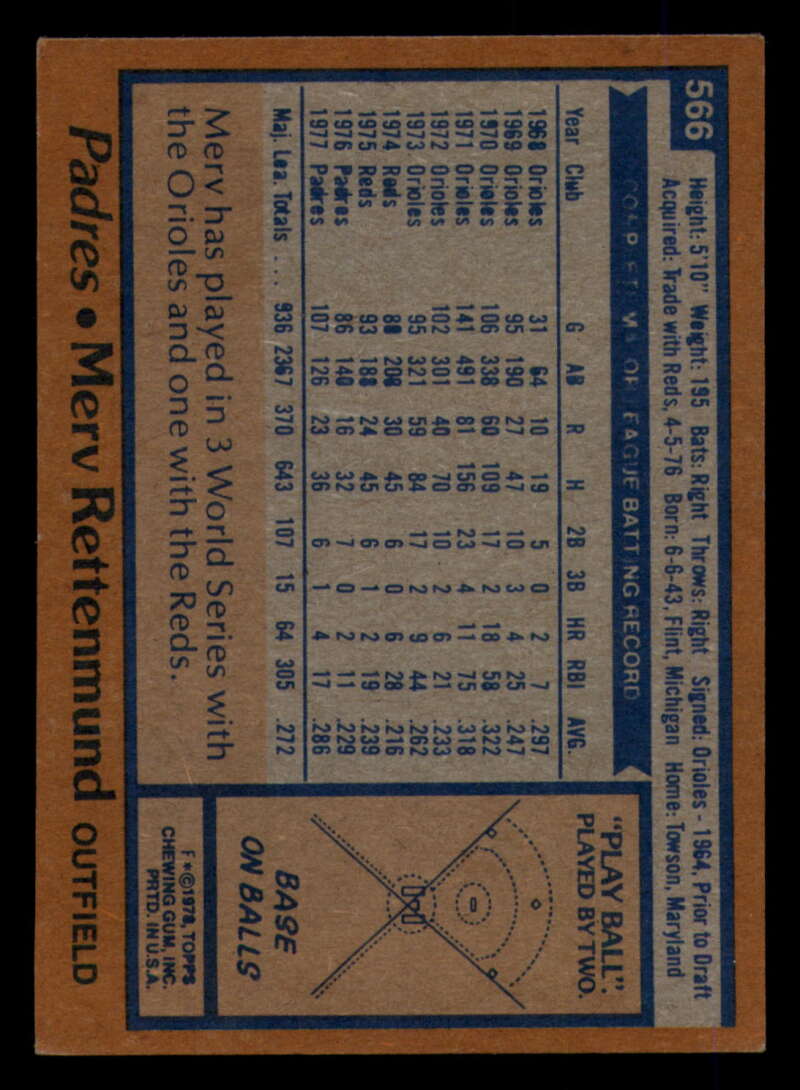 566
Height: 5'10" Weight: 195 Bats: Right Throws: Right Signed: Orioles - 1964, Prior to Draft
Acquired: Trade with Reds, 4-5-76 Born: 6-6-43, Flint, Michigan Home: Towson, Maryland
COMPLETE MAJOR LEAGUE BATTING RECORD
Year Club G AB R H 2B 3B HR RBI AVG.
1968 Orioles 31 64 10 19 5 0 2 7 .297
1969 Orioles 95 190 27 47 10 3 4 25 .247
1970 Orioles 106 338 60 109 17 2 18 58 .322
1971 Orioles 141 491 81 156 23 4 11 75 .318
1972 Orioles 102 301 40 70 10 2 6 21 .233
1973 Orioles 95 321 59 84 17 2 9 44 .262
1974 Reds 80 208 30 45 6 0 6 28 .216
1975 Reds 93 188 24 45 6 1 2 19 .239
1976 Padres 86 140 16 32 7 0 2 11 .229
1977 Padres 107 126 23 36 6 1 4 17 .286
Maj. Lea. Totals ... 936 2367 370 643 107 15 64 305 .272
Merv has played in 3 World Series with
the Orioles and one with the Reds.
"PLAY BALL".
PLAYED BY TWO.
BASE
ON BALLS
F*©1978 TOPPS
CHEWING GUM, INC.
PRTD. IN U.S.A.
Padres • Merv Rettenmund OUTFIELD